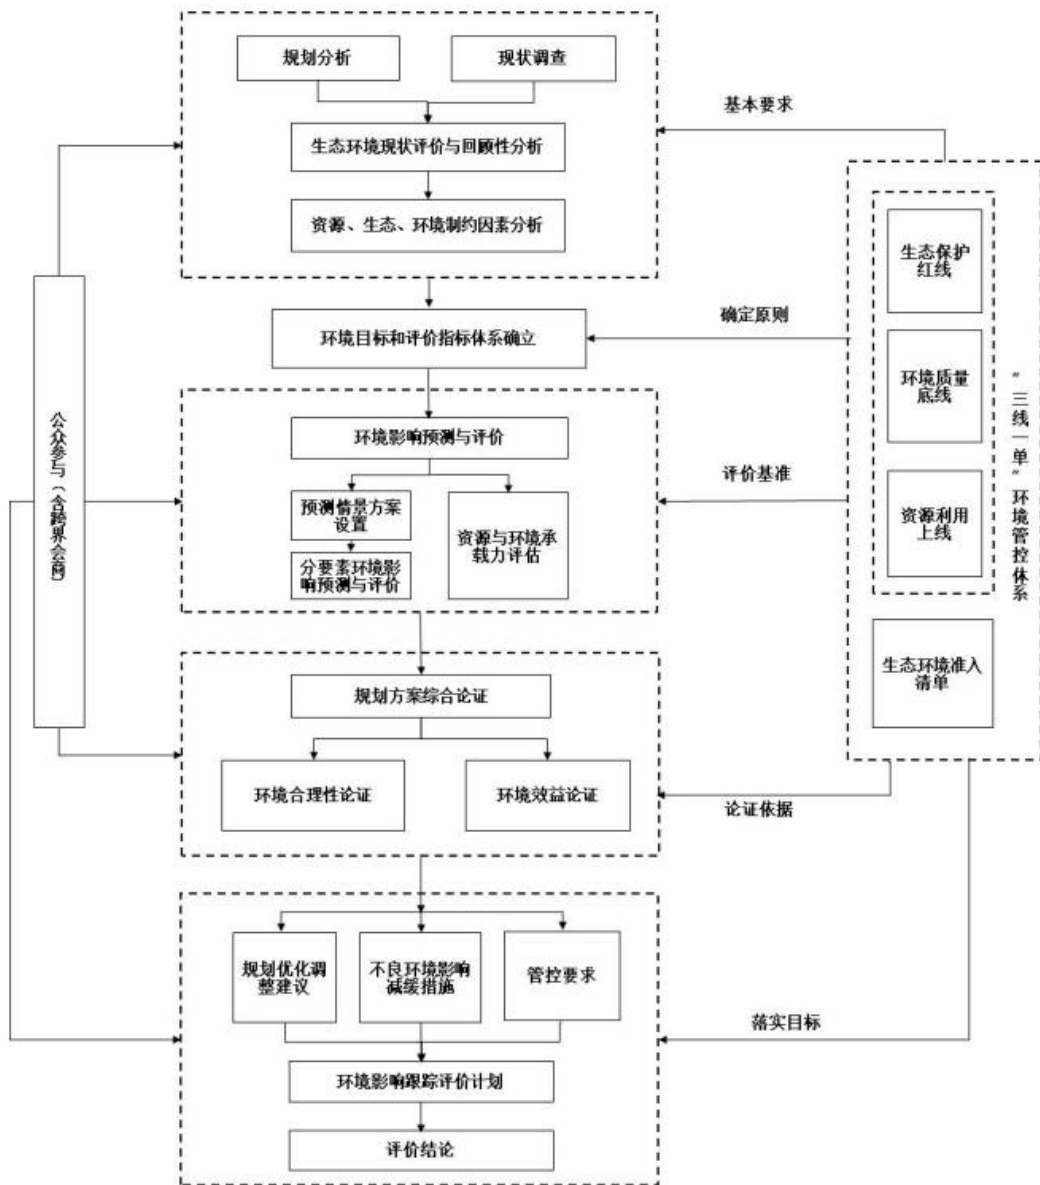 规划分析
现状调查
基本要求
生态环境现状评价与回顾性分析
资源、生态、环境制约因素分析
公众参与（含跨界会商）
生态保护
红线
确定原则
环境目标和评价指标体系确立
环境质量
底线
“三线一单”环境管控体系
环境影响预测与评价
评价基准
预测情景方案
设置
资源与环境承
载力评估
分要素环境影
响预测与评价
资源利用
上线
生态环境准入
清单
规划方案综合论证
环境合理性论证
环境效益论证
论证依据
规划优化调
整建议
不良环境影响
减缓措施
管控要求
落实目标
环境影响跟踪评价计划
评价结论